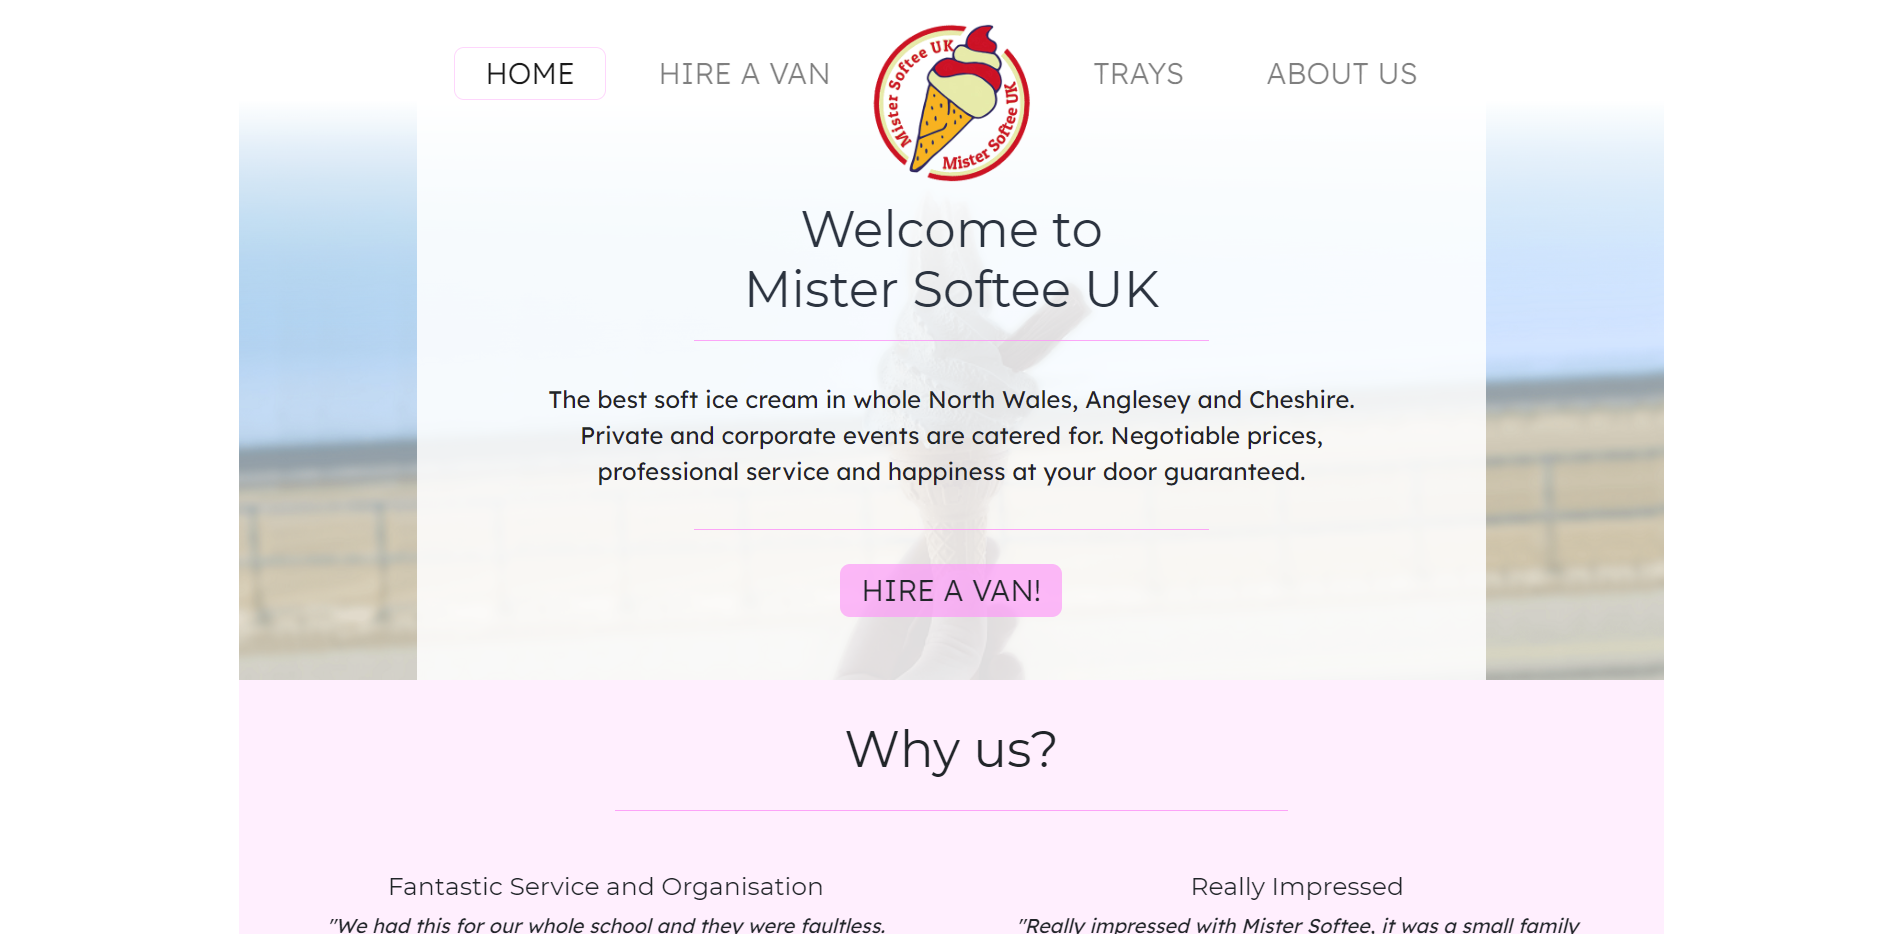 HOME
HIRE A VAN
Mister Softee UK
Mister Softee UK
TRAYS
ABOUT US
Welcome to
Mister Softee UK
The best soft ice cream in whole North Wales, Anglesey and Cheshire.
Private and corporate events are catered for. Negotiable prices,
professional service and happiness at your door guaranteed.
HIRE A VAN!
Why us?
Fantastic Service and Organisation
"We had this for our whole school and they were faultless.
Really Impressed
"Really impressed with Mister Softee, it was a small family